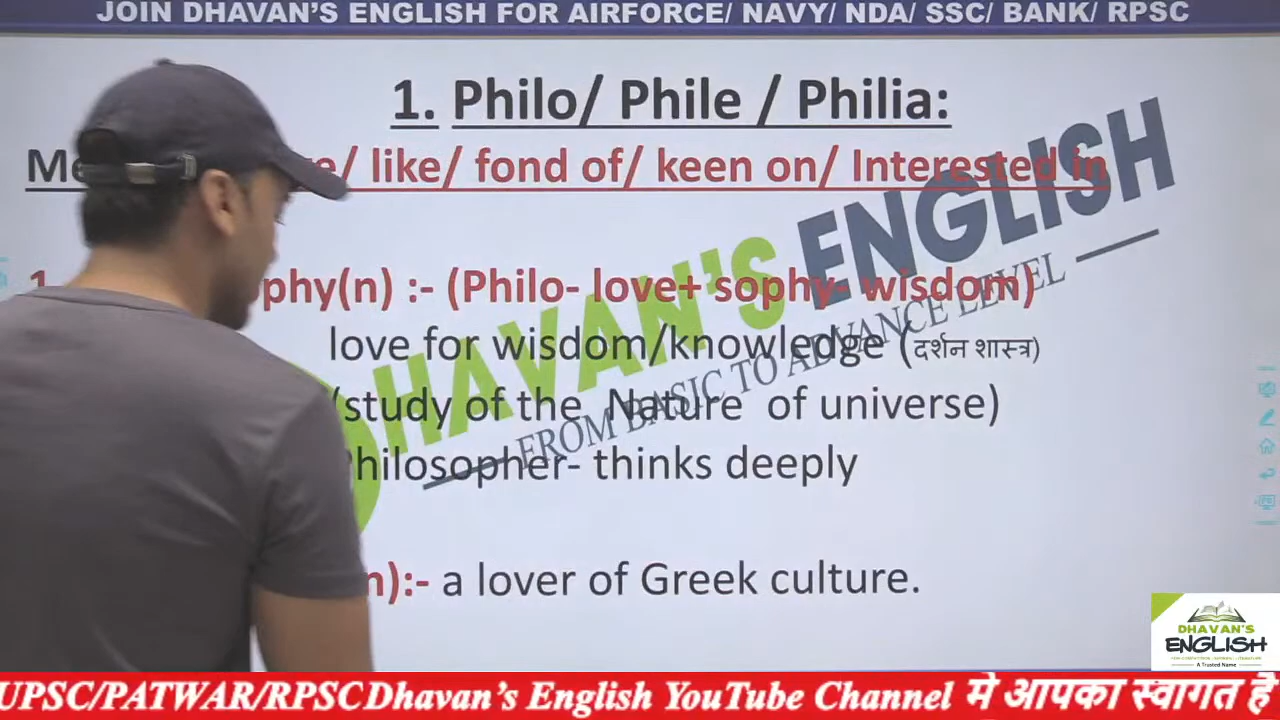 JOIN DHAVAN'S ENGLISH FOR AIRFORCE/ NAVY/ NDA/ SSC/ BANK/ RPSC
1. Philo/ Phile / Philia:
/ like/ fond of/ keen on/ Interested in
phy(n) :- (Philo- love+ sophy- wisdom)
love for wisdom/knowledge (दर्शन शास्त्र)
(study of the Nature of universe)
Philosopher- thinks deeply
n):- a lover of Greek culture.
DHAVAN'S ENGLISH
FROM BASIC TO ADVANCE LEVEL
DHAVAN'S
ENGLISH
A Trusted Name
UPSC/PATWAR/RPSC Dhavan's English YouTube Channel मे आपका स्वागत है